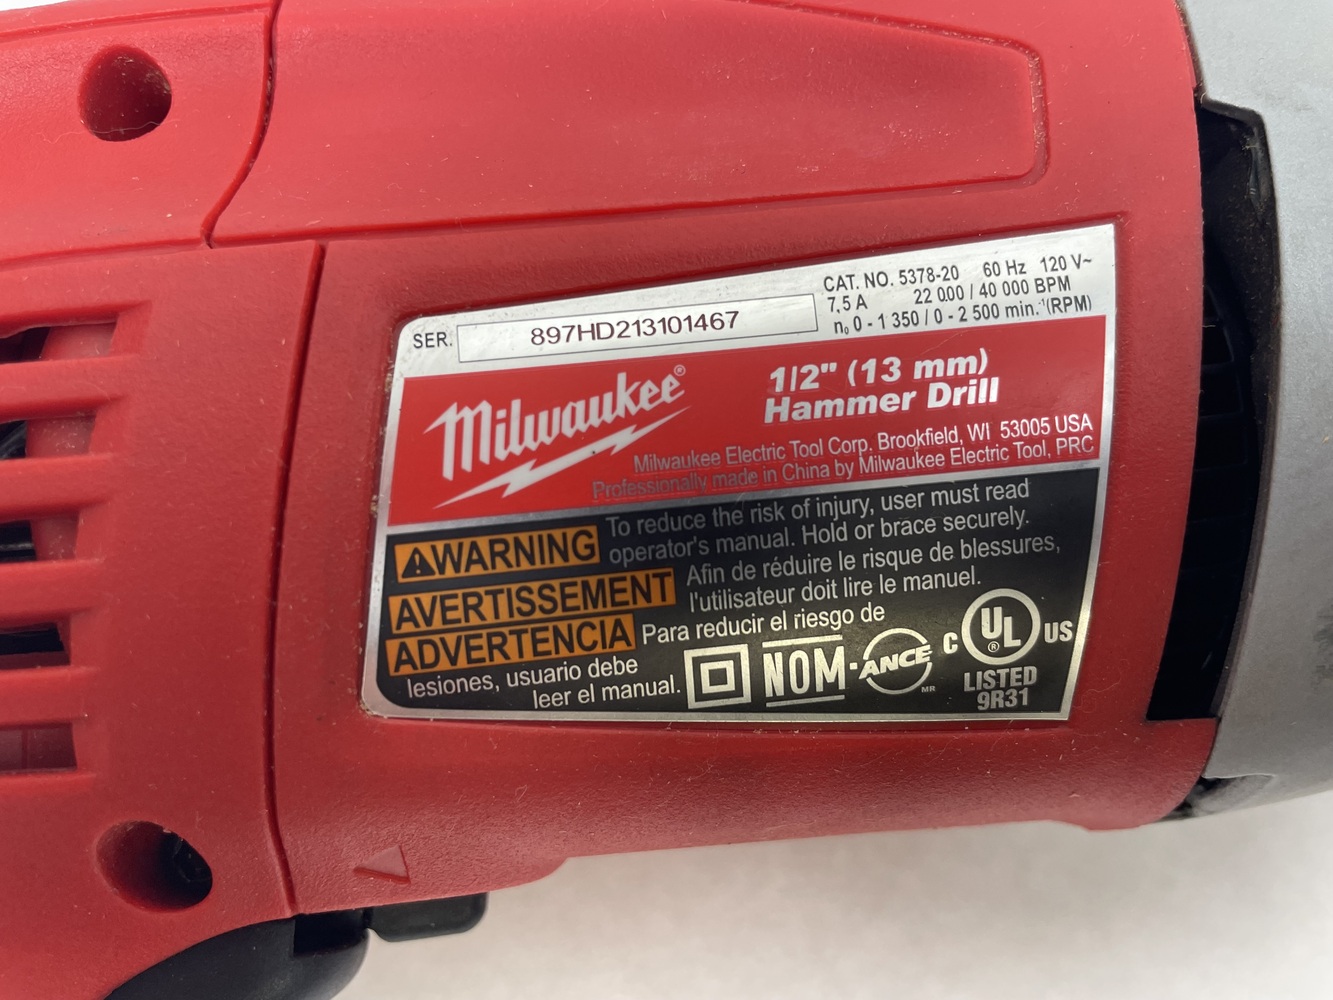 SER. 897HD213101467
CAT. NO. 5378-20 60 Hz 120 V~
7,5 A 22 000 / 40 000 BPM
n₀ 0 - 1 350 / 0 - 2 500 min.⁻¹(RPM)
Milwaukee®
1/2" (13 mm)
Hammer Drill
Milwaukee Electric Tool Corp. Brookfield, WI 53005 USA
Professionally made in China by Milwaukee Electric Tool, PRC
WARNING To reduce the risk of injury, user must read
operator's manual. Hold or brace securely.
AVERTISSEMENT Afin de réduire le risque de blessures,
l'utilisateur doit lire le manuel.
ADVERTENCIA Para reducir el riesgo de
lesiones, usuario debe
leer el manual.
NOM-ANCE MR
C UL® US
LISTED
9R31